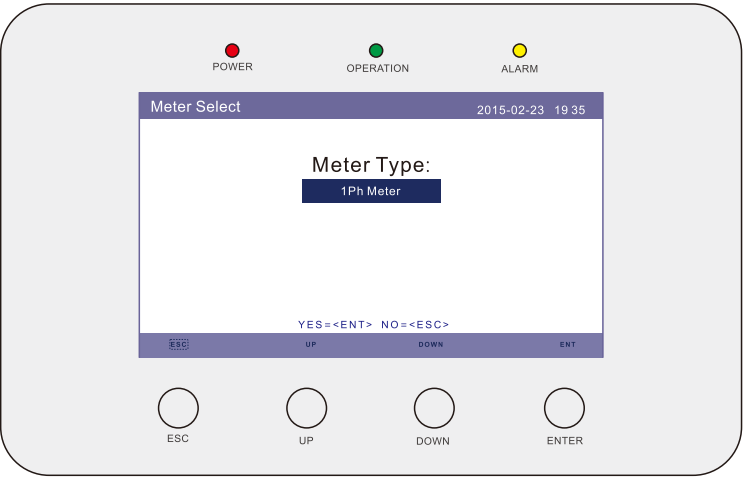 POWER OPERATION ALARM
Meter Select 2015-02-23 19 35
Meter Type:
1Ph Meter
YES=<ENT> NO=<ESC>
ESC UP DOWN ENT
ESC UP DOWN ENTER